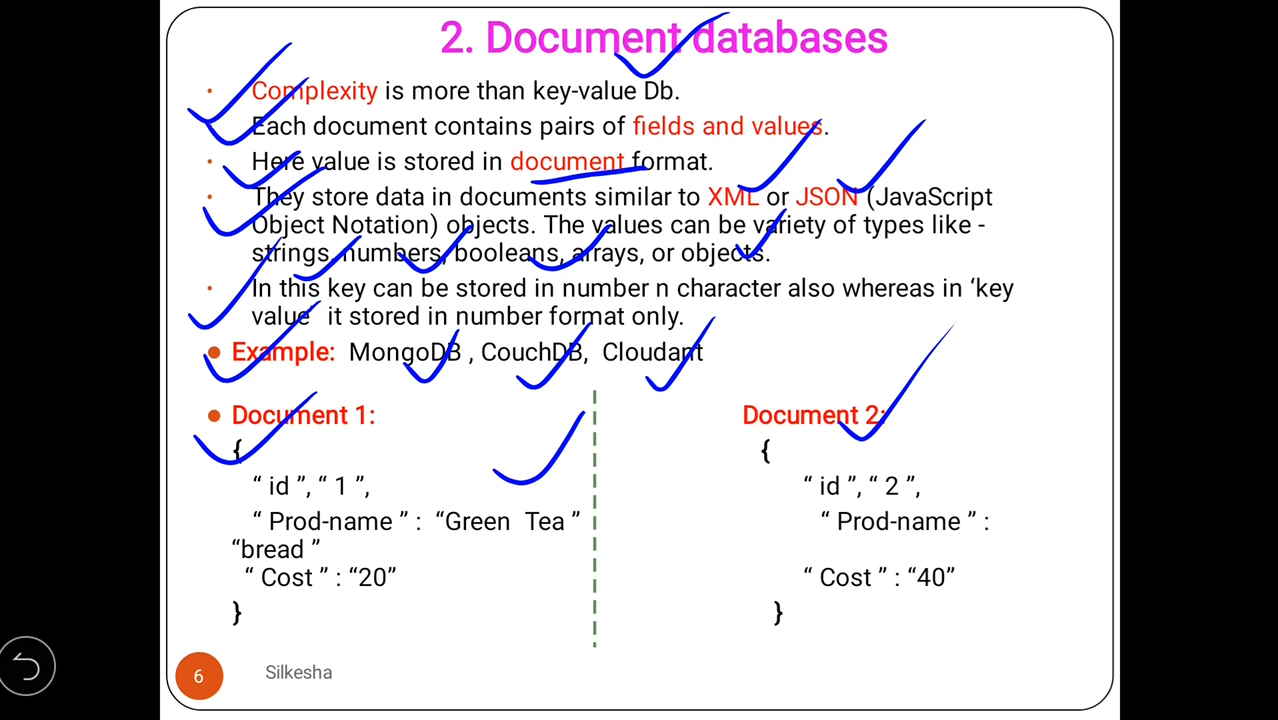 2. Document databases
• Complexity is more than key-value Db.
Each document contains pairs of fields and values.
• Here value is stored in document format.
• They store data in documents similar to XML or JSON (JavaScript
Object Notation) objects. The values can be variety of types like -
strings, numbers, booleans, arrays, or objects.
• In this key can be stored in number n character also whereas in ‘key
value’ it stored in number format only.
• Example: MongoDB , CouchDB, Cloudant
• Document 1:
{
“ id ”, “ 1 ”,
“ Prod-name ” : “Green Tea ”
“bread ”
“ Cost ” : “20”
}
Document 2:
{
“ id ”, “ 2 ”,
“ Prod-name ” :
“ Cost ” : “40”
}
6
Silkesha